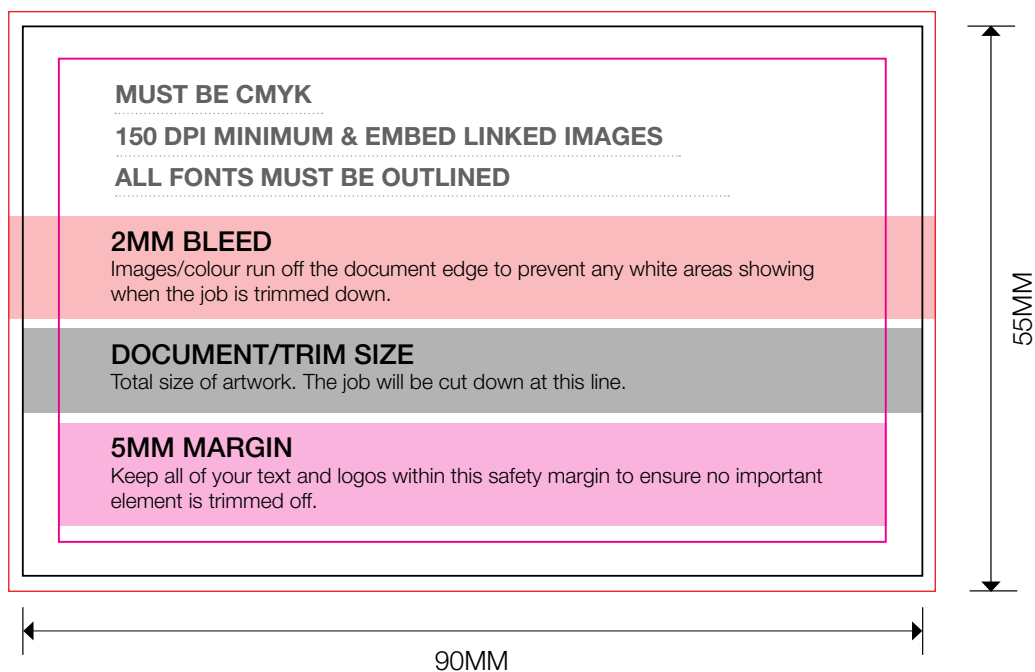 MUST BE CMYK
150 DPI MINIMUM & EMBED LINKED IMAGES
ALL FONTS MUST BE OUTLINED
2MM BLEED
Images/colour run off the document edge to prevent any white areas showing
when the job is trimmed down.
DOCUMENT/TRIM SIZE
Total size of artwork. The job will be cut down at this line.
5MM MARGIN
Keep all of your text and logos within this safety margin to ensure no important
element is trimmed off.
55MM
90MM